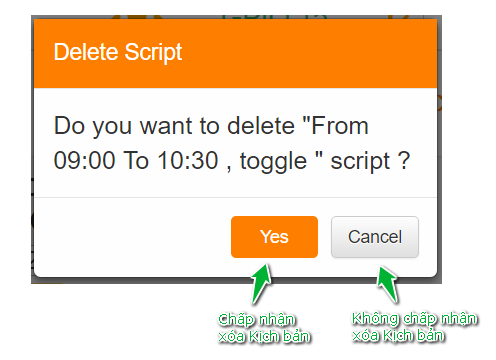 Delete Script
Do you want to delete "From
09:00 To 10:30 , toggle " script ?
Yes
Cancel
Chấp nhận
xóa Kịch bản
Không chấp nhận
xóa Kịch bản